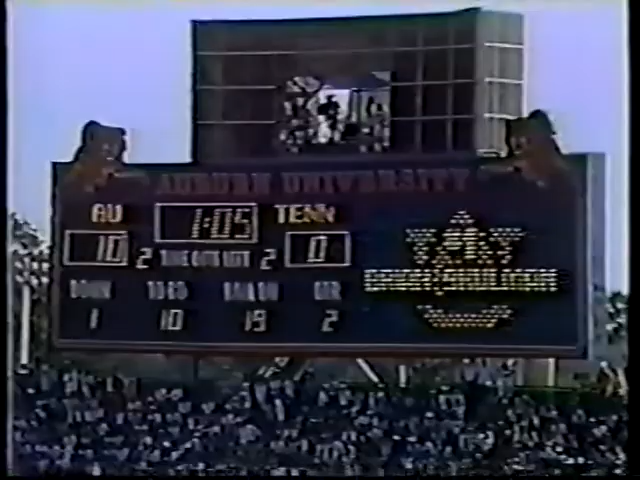 AUBURN UNIVERSITY
AU 1:05 TENN
10 2 TIME OUTS LEFT 2 0
DOWN TO GO BALL ON QTR
1 10 19 2